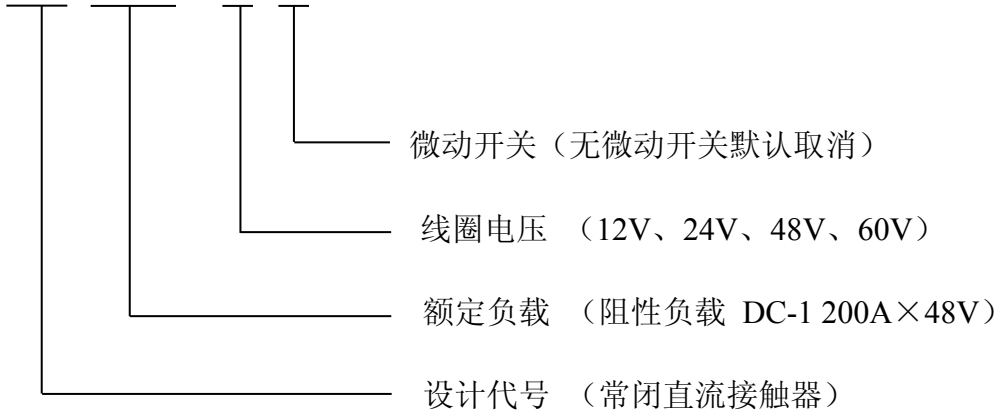 微动开关（无微动开关默认取消）
线圈电压 （12V、24V、48V、60V）
额定负载 （阻性负载 DC-1 200A×48V）
设计代号 （常闭直流接触器）